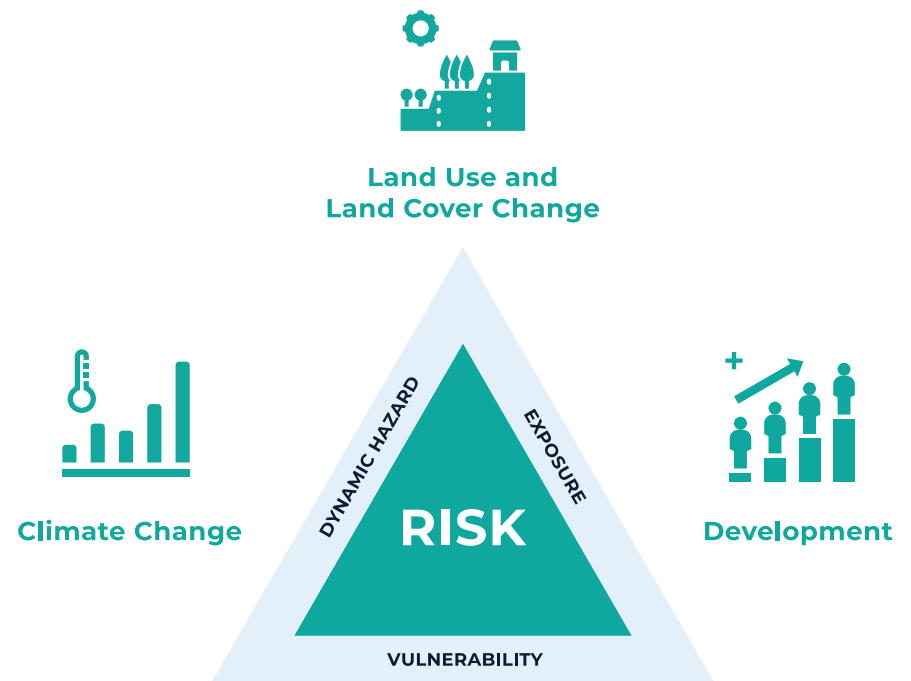 Land Use and
Land Cover Change
DYNAMIC HAZARD
EXPOSURE
RISK
Climate Change
Development
VULNERABILITY